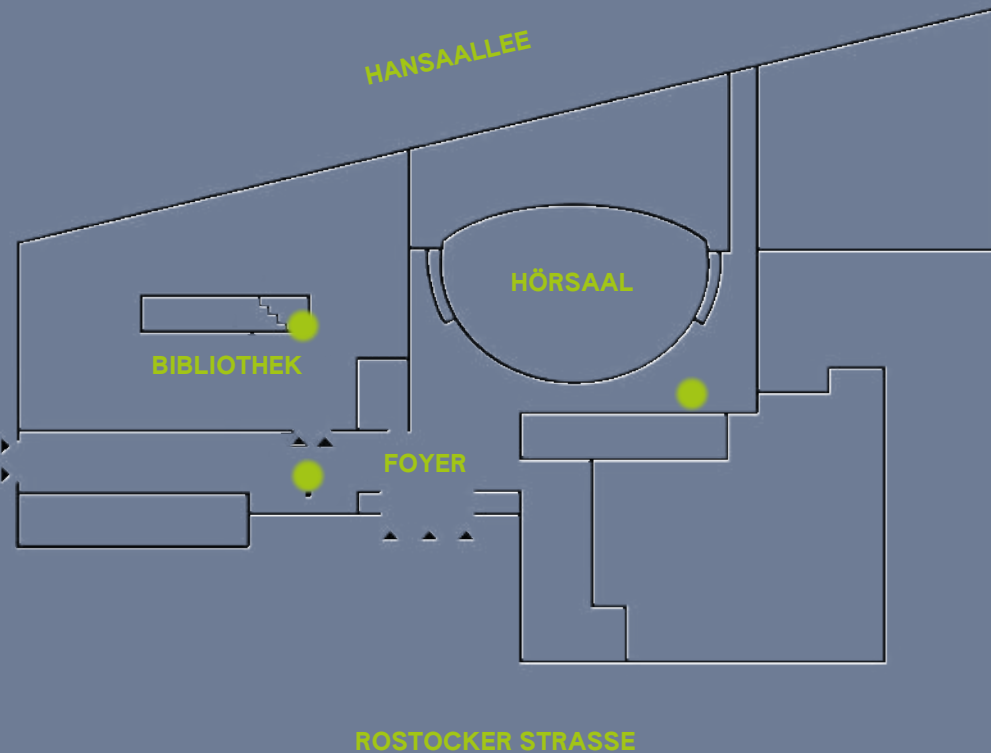 HANSAALLEE
HÖRSAAL
BIBLIOTHEK
FOYER
ROSTOCKER STRASSE